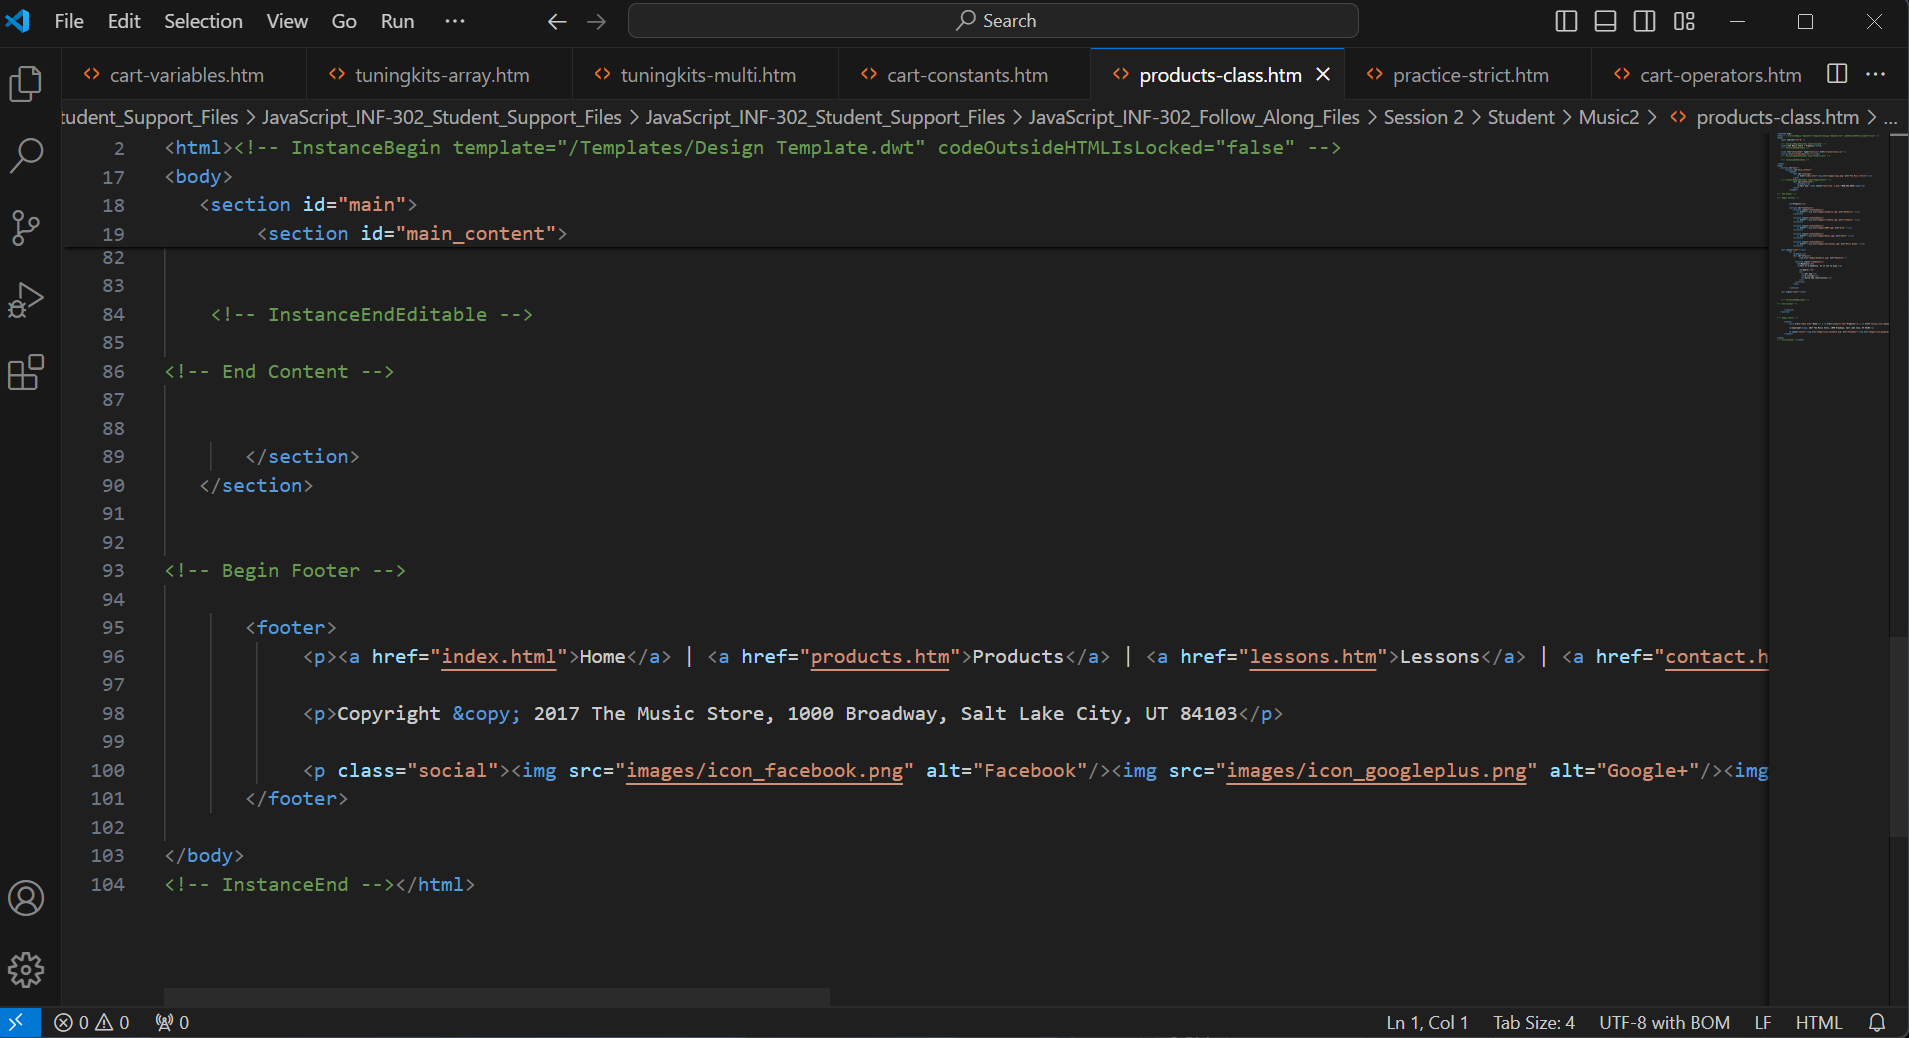 File Edit Selection View Go Run ··· Search
cart-variables.htm tuningkits-array.htm tuningkits-multi.htm cart-constants.htm products-class.htm practice-strict.htm cart-operators.htm ···
tudent_Support_Files > JavaScript_INF-302_Student_Support_Files > JavaScript_INF-302_Student_Support_Files > JavaScript_INF-302_Follow_Along_Files > Session 2 > Student > Music2 > products-class.htm > ...
2 <html><!-- InstanceBegin template="/Templates/Design Template.dwt" codeOutsideHTMLIsLocked="false" -->
17 <body>
18 <section id="main">
19 <section id="main_content">
82
83
84 <!-- InstanceEndEditable -->
85
86 <!-- End Content -->
87
88
89 </section>
90 </section>
91
92
93 <!-- Begin Footer -->
94
95 <footer>
96 <p><a href="index.html">Home</a> | <a href="products.htm">Products</a> | <a href="lessons.htm">Lessons</a> | <a href="contact.h
97
98 <p>Copyright &copy; 2017 The Music Store, 1000 Broadway, Salt Lake City, UT 84103</p>
99
100 <p class="social"><img src="images/icon_facebook.png" alt="Facebook"/><img src="images/icon_googleplus.png" alt="Google+"/><img
101 </footer>
102
103 </body>
104 <!-- InstanceEnd --></html>
0 0 0 Ln 1, Col 1 Tab Size: 4 UTF-8 with BOM LF HTML